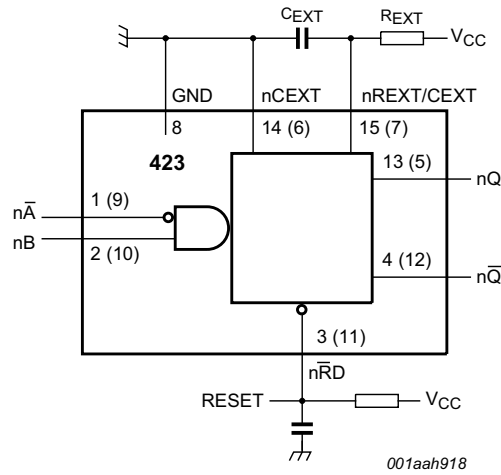 CEXT
REXT
VCC
GND
nCEXT
nREXT/CEXT
8
14 (6)
15 (7)
423
13 (5)
nQ
1 (9)
nA̅
nB
2 (10)
4 (12)
nQ̅
3 (11)
nR̅D
RESET
VCC
001aah918